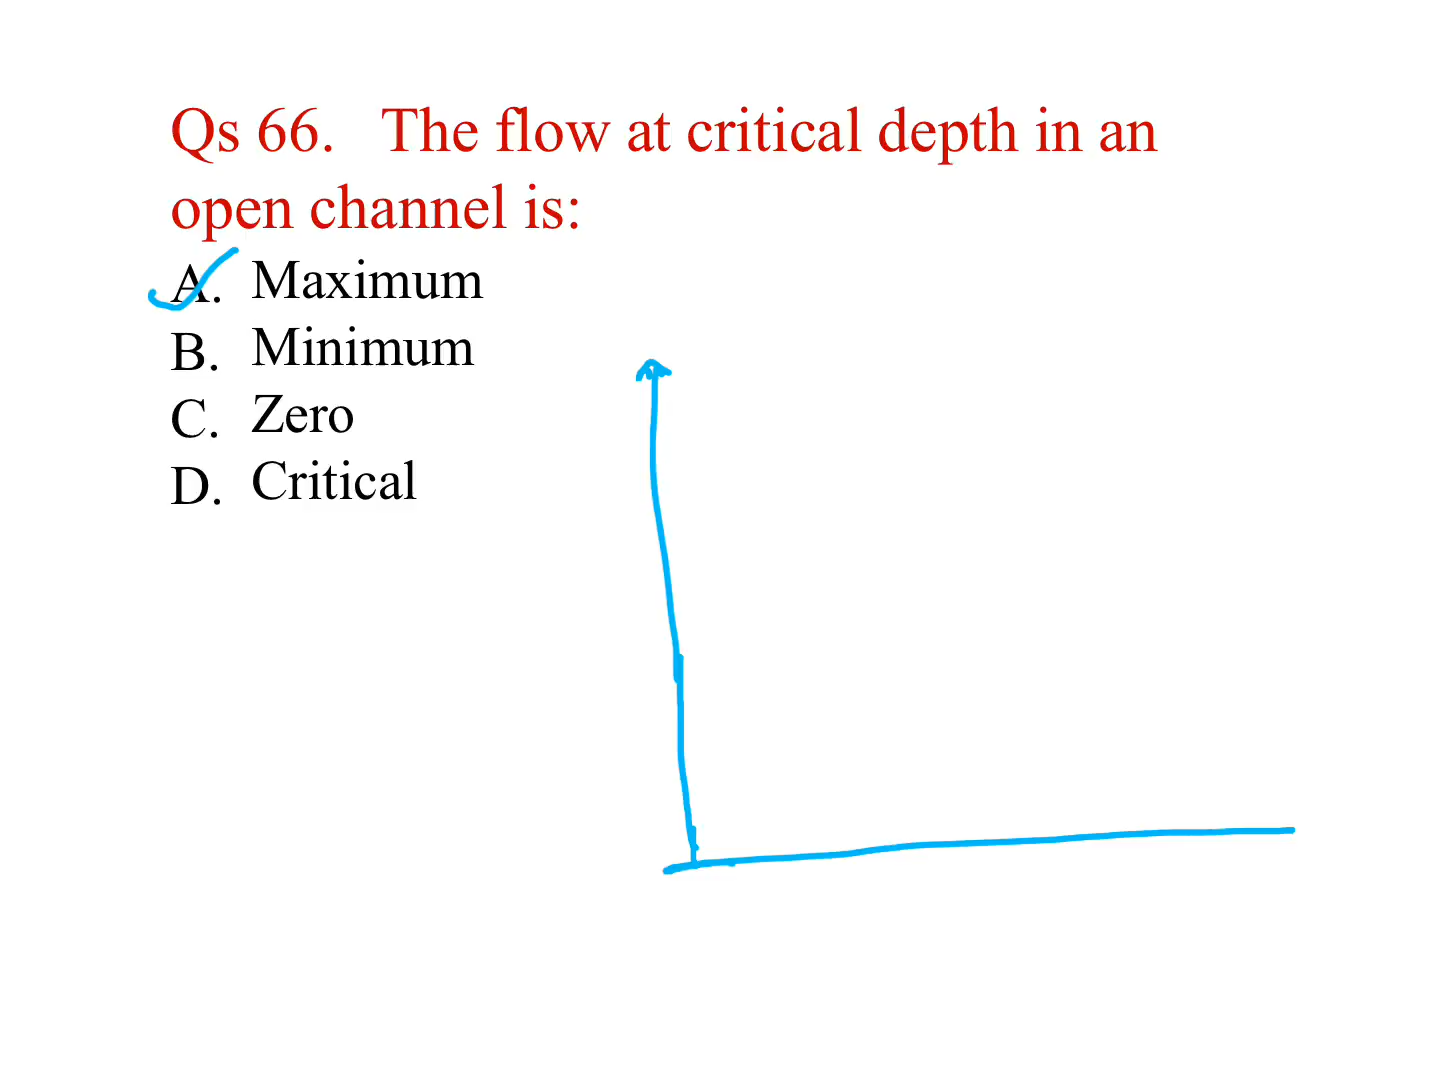 Qs 66. The flow at critical depth in an
open channel is:
A. Maximum
B. Minimum
C. Zero
D. Critical